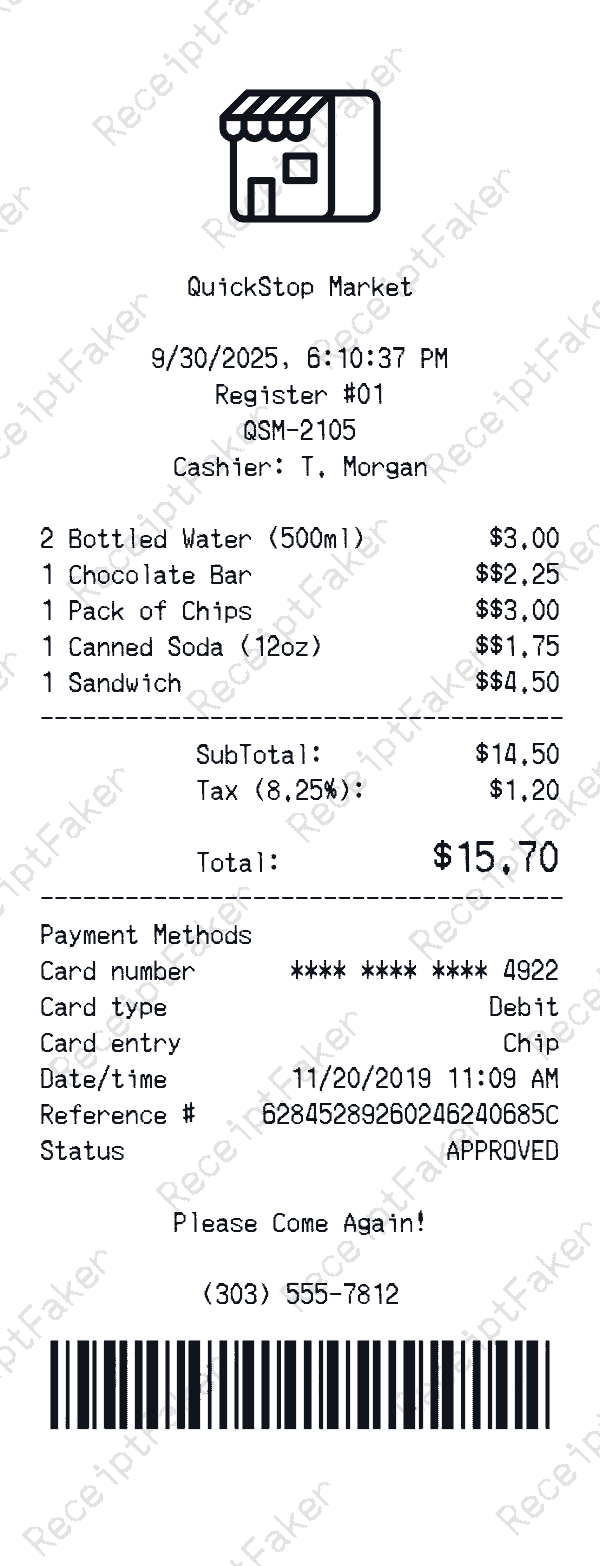 QuickStop Market
9/30/2025, 6:10:37 PM
Register #01
QSM-2105
Cashier: T. Morgan
2 Bottled Water (500ml) $3.00
1 Chocolate Bar $$2.25
1 Pack of Chips $$3.00
1 Canned Soda (12oz) $$1.75
1 Sandwich $$4.50
--------------------------------------
SubTotal: $14.50
Tax (8.25%): $1.20
Total: $15.70
--------------------------------------
Payment Methods
Card number **** **** **** 4922
Card type Debit
Card entry Chip
Date/time 11/20/2019 11:09 AM
Reference # 62845289260246240685C
Status APPROVED
Please Come Again!
(303) 555-7812
ReceiptFaker